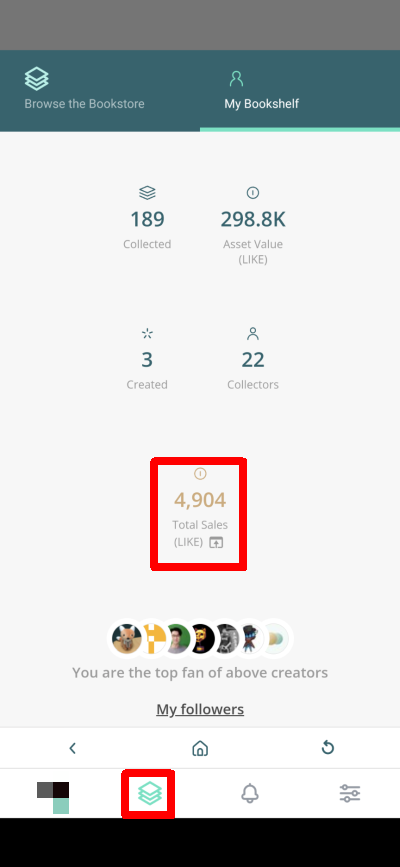 Browse the Bookstore
My Bookshelf
189
Collected
298.8K
Asset Value
(LIKE)
3
Created
22
Collectors
4,904
Total Sales
(LIKE)
You are the top fan of above creators
My followers